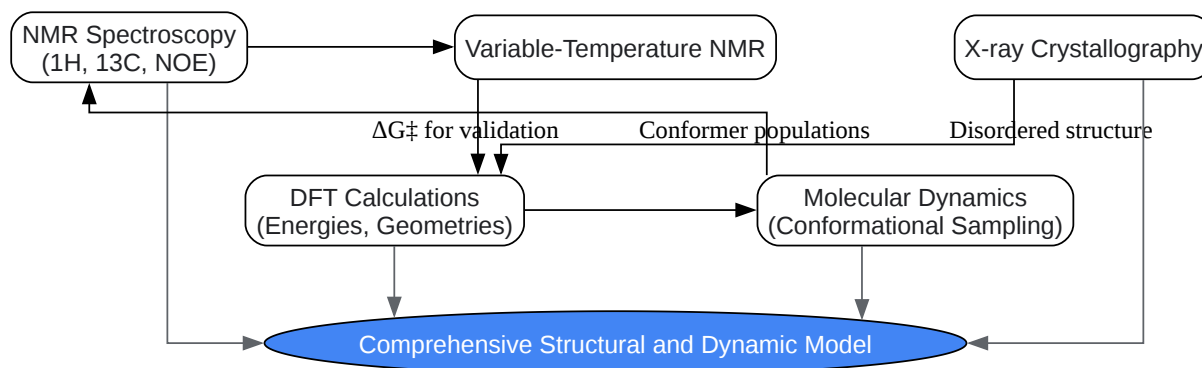 NMR Spectroscopy
(1H, 13C, NOE)
Variable-Temperature NMR
X-ray Crystallography
ΔG‡ for validation
Conformer populations
Disordered structure
DFT Calculations
(Energies, Geometries)
Molecular Dynamics
(Conformational Sampling)
Comprehensive Structural and Dynamic Model